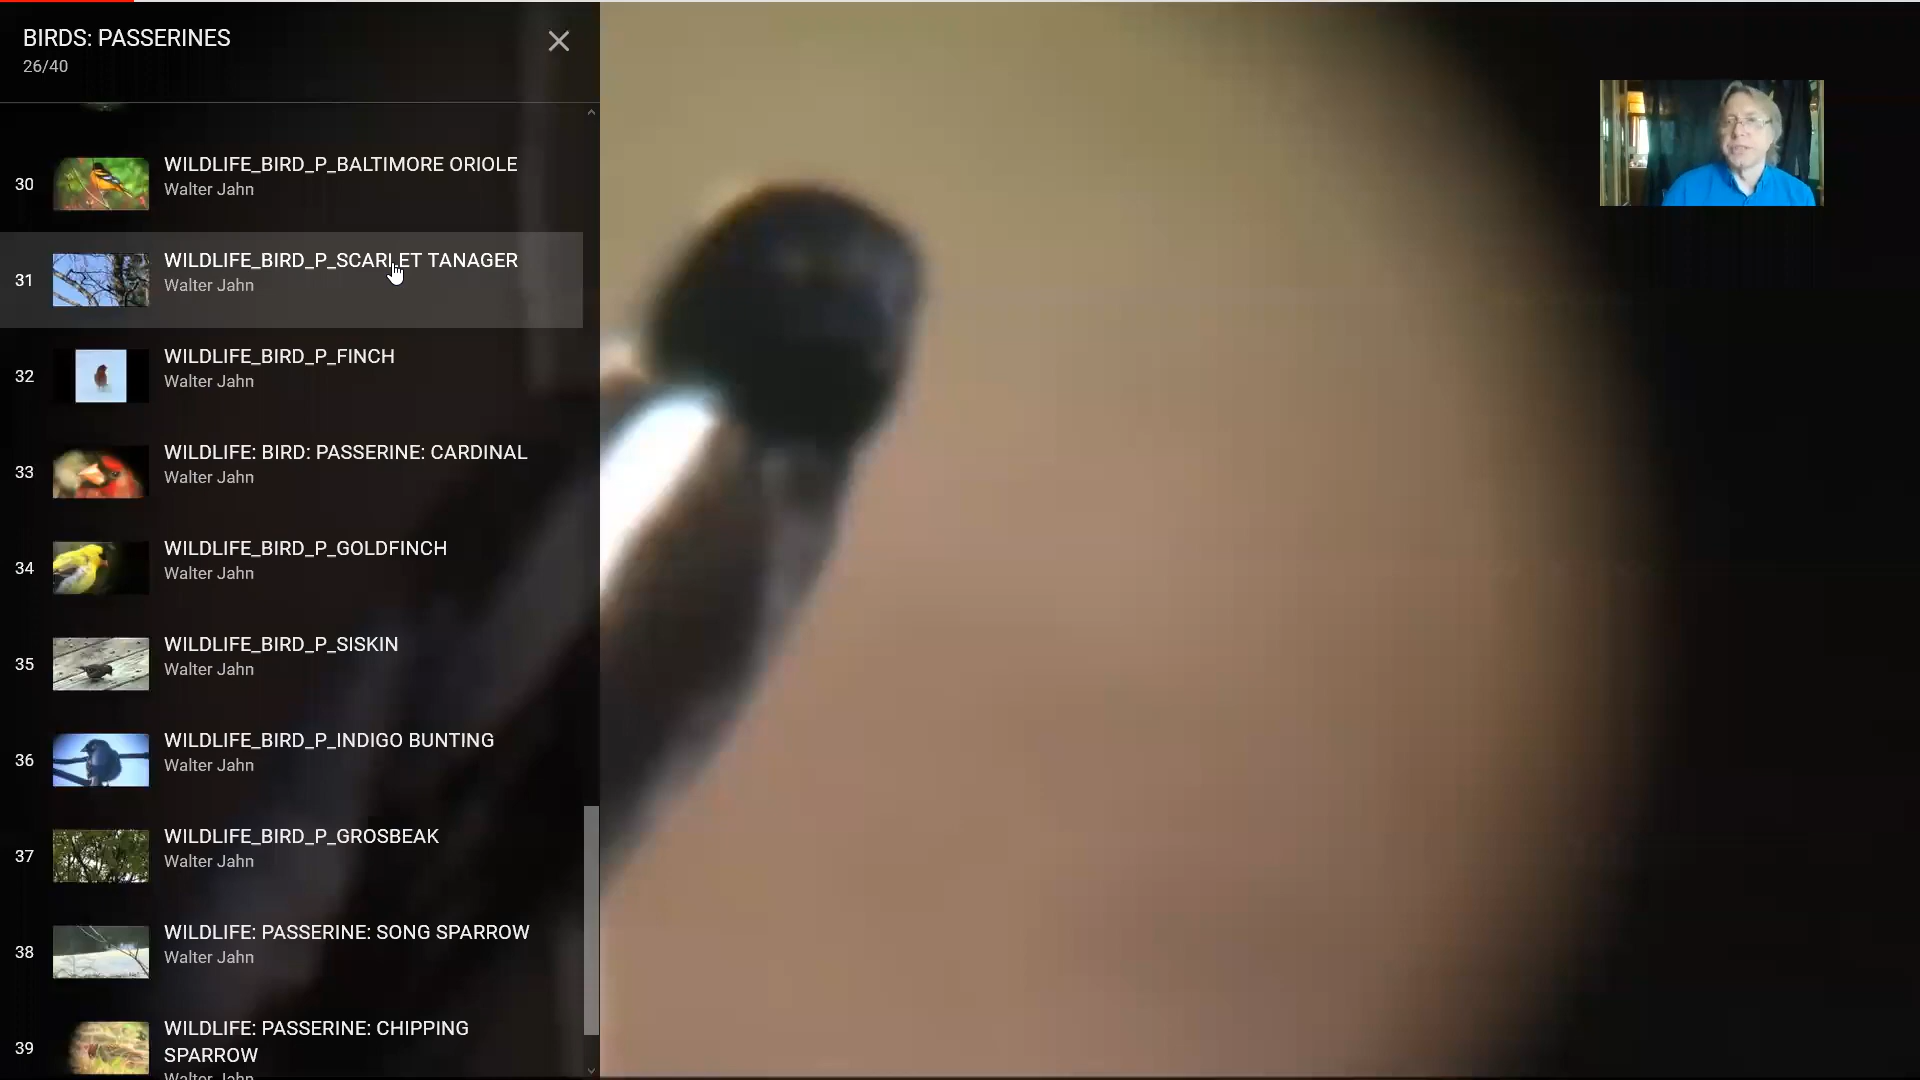 BIRDS: PASSERINES
26/40
30
WILDLIFE_BIRD_P_BALTIMORE ORIOLE
Walter Jahn
31
WILDLIFE_BIRD_P_SCARLET TANAGER
Walter Jahn
32
WILDLIFE_BIRD_P_FINCH
Walter Jahn
33
WILDLIFE: BIRD: PASSERINE: CARDINAL
Walter Jahn
34
WILDLIFE_BIRD_P_GOLDFINCH
Walter Jahn
35
WILDLIFE_BIRD_P_SISKIN
Walter Jahn
36
WILDLIFE_BIRD_P_INDIGO BUNTING
Walter Jahn
37
WILDLIFE_BIRD_P_GROSBEAK
Walter Jahn
38
WILDLIFE: PASSERINE: SONG SPARROW
Walter Jahn
39
WILDLIFE: PASSERINE: CHIPPING
SPARROW
Walter Jahn